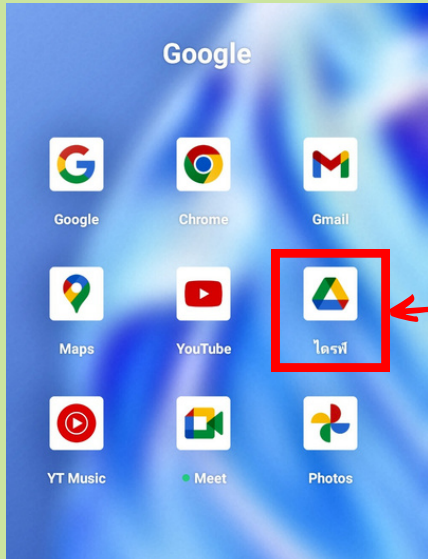 Google
Google
Chrome
Gmail
Maps
YouTube
ไดรฟ์
YT Music
Meet
Photos